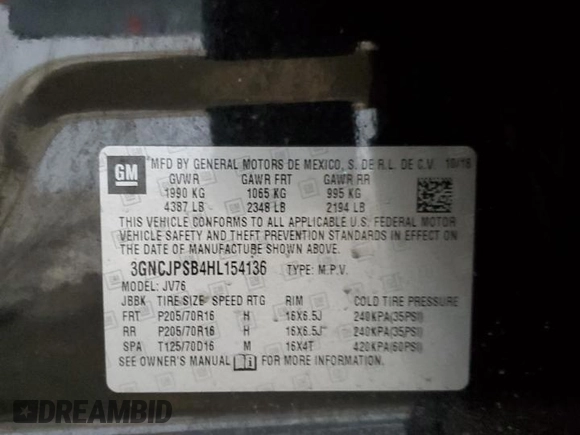 GM
MFD BY GENERAL MOTORS DE MEXICO, S. DE R.L. DE C.V. 10/16
GVWR GAWR FRT GAWR RR
1990 KG 1065 KG 995 KG
4387 LB 2348 LB 2194 LB
THIS VEHICLE CONFORMS TO ALL APPLICABLE U.S. FEDERAL MOTOR
VEHICLE SAFETY AND THEFT PREVENTION STANDARDS IN EFFECT
ON THE DATE OF MANUFACTURE SHOWN ABOVE.
3GNCJPSB4HL154136 TYPE: M.P.V.
MODEL: JV76
JBBK TIRE SIZE SPEED RTG RIM COLD TIRE PRESSURE
FRT P205/70R16 H 16X6.5J 240KPA(35PSI)
RR P205/70R16 H 16X6.5J 240KPA(35PSI)
SPA T125/70D16 M 16X4T 420KPA(60PSI)
SEE OWNER'S MANUAL FOR MORE INFORMATION
DREAMBID